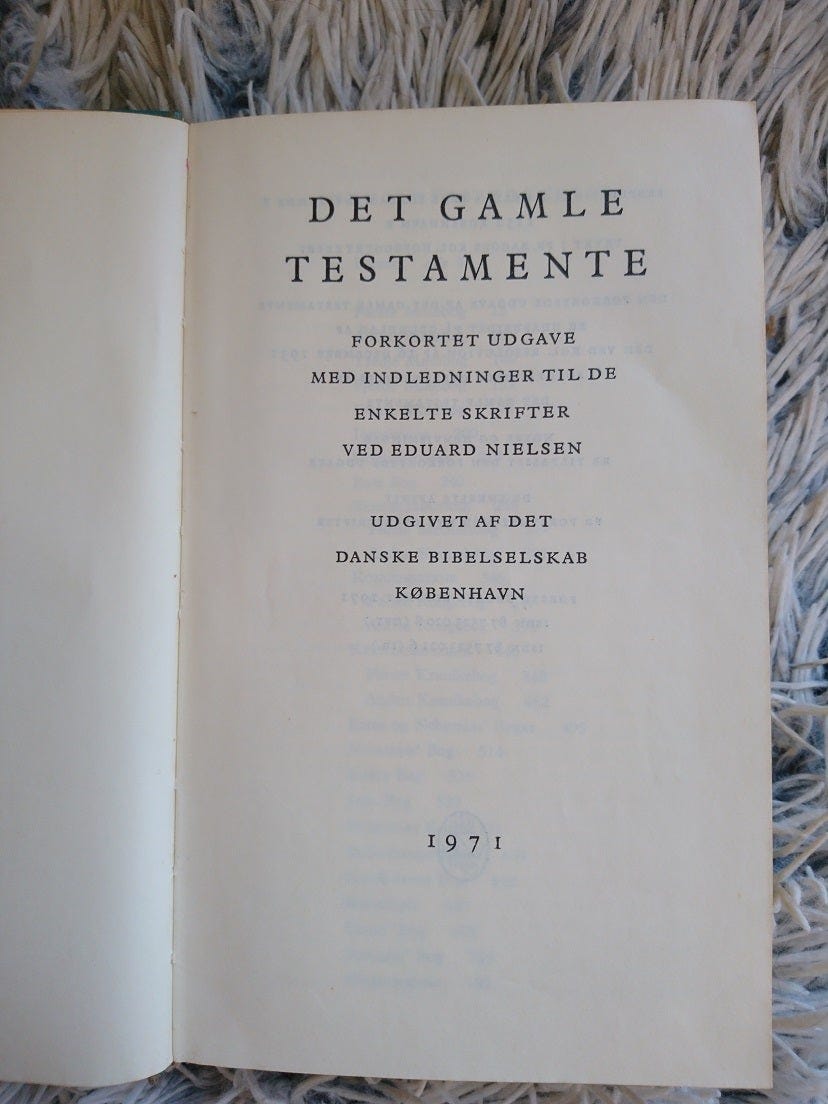 DET GAMLE
TESTAMENTE
FORKORTET UDGAVE
MED INDLEDNINGER TIL DE
ENKELTE SKRIFTER
VED EDUARD NIELSEN
UDGIVET AF DET
DANSKE BIBELSELSKAB
KØBENHAVN
1971